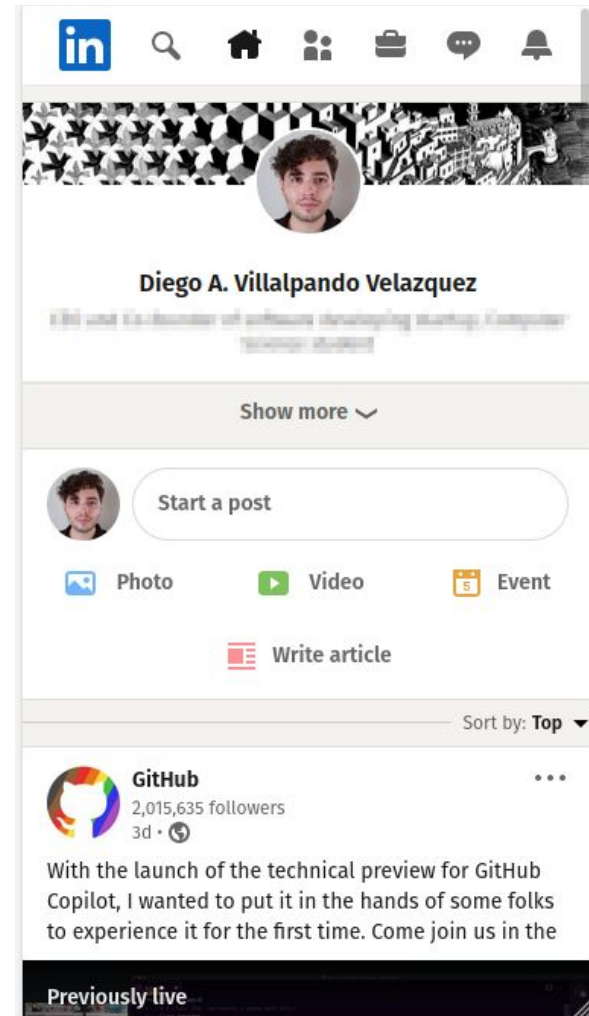 in
Diego A. Villalpando Velazquez
Show more
Start a post
Photo
Video
5
Event
Write article
Sort by: Top
GitHub
2,015,635 followers
3d •
With the launch of the technical preview for GitHub
Copilot, I wanted to put it in the hands of some folks
to experience it for the first time. Come join us in the
Previously live